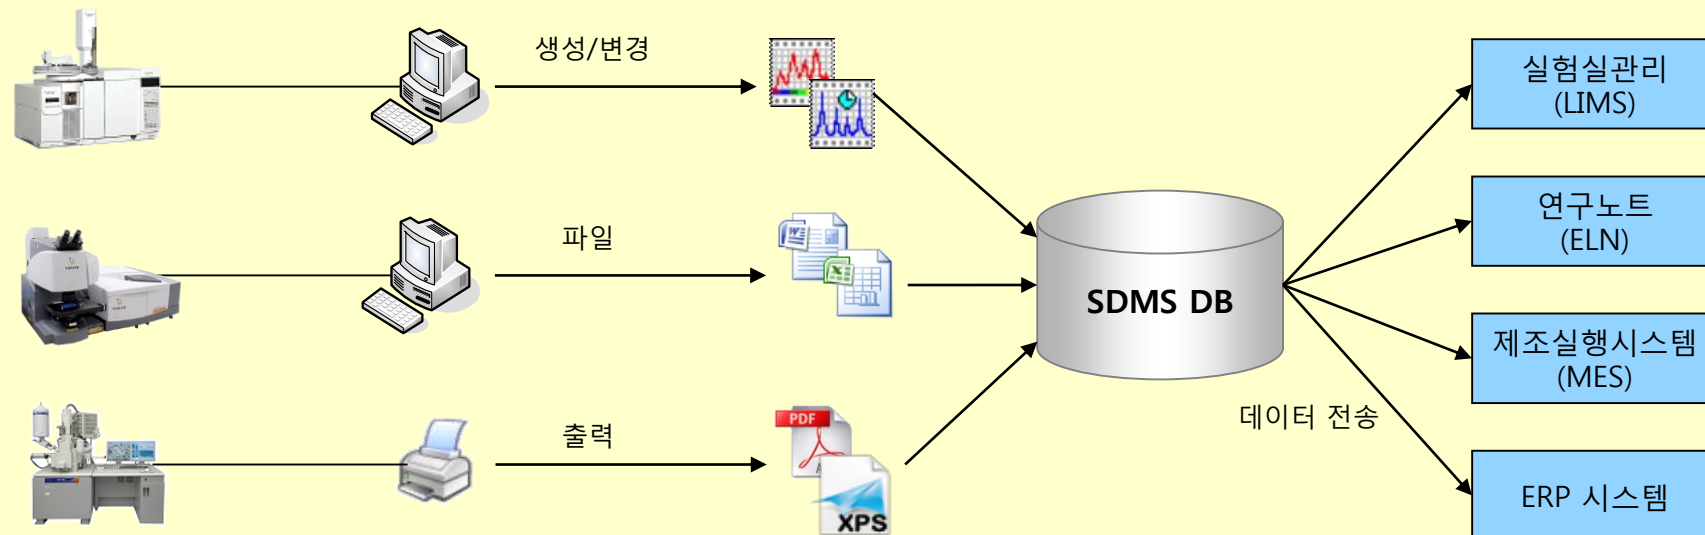 생성/변경
파일
출력
PDF
XPS
SDMS DB
데이터 전송
실험실관리
(LIMS)
연구노트
(ELN)
제조실행시스템
(MES)
ERP 시스템